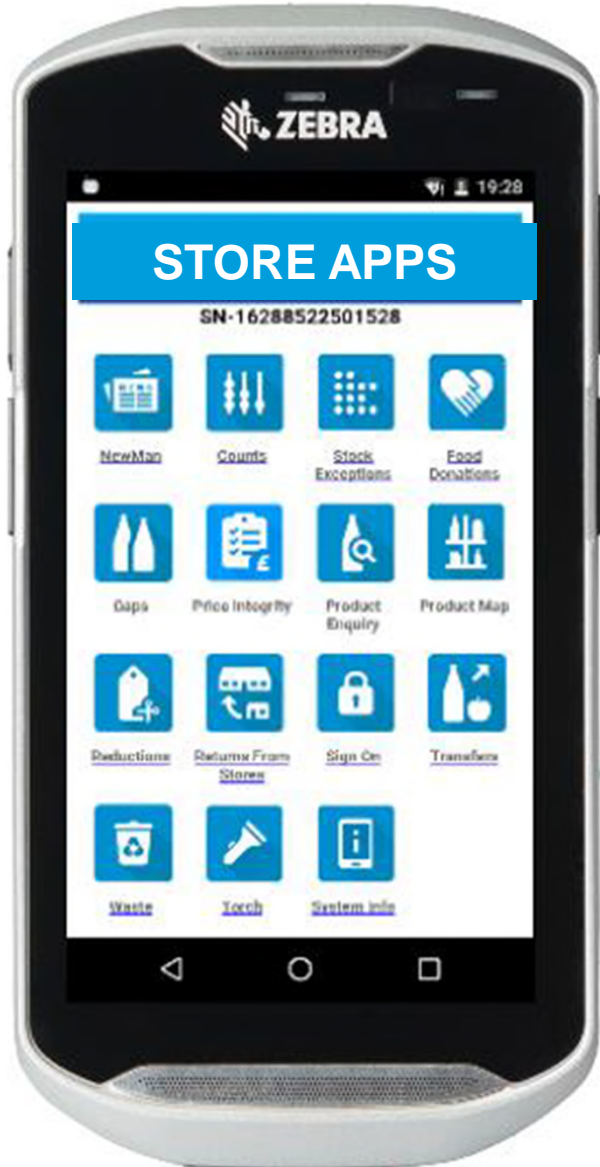 ZEBRA
19:28
STORE APPS
SN-16288522501528
NewMan
Counts
Stock
Exceptions
Food
Donations
Gaps
Price Integrity
Product
Enquiry
Product Map
Reductions
Returns From
Stores
Sign On
Transfers
Waste
Torch
System Info